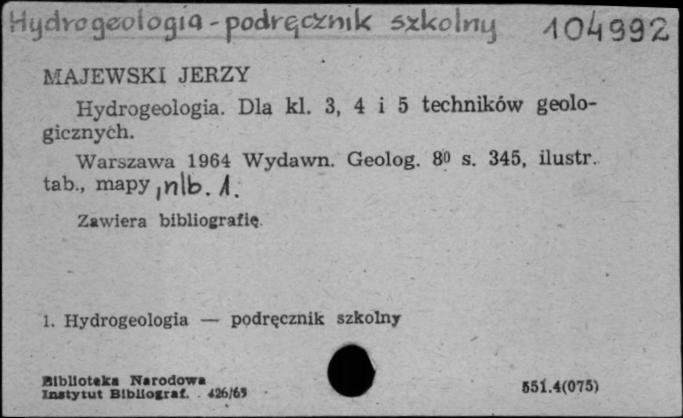 Hydrogeologia - podręcznik szkolny 104992
MAJEWSKI JERZY
Hydrogeologia. Dla kl. 3, 4 i 5 techników geolo-
gicznych.
Warszawa 1964 Wydawn. Geolog. 8⁰ s. 345, ilustr.
tab., mapy, nlb. 1.
Zawiera bibliografię.
1. Hydrogeologia — podręcznik szkolny
Biblioteka Narodowa
Instytut Bibliograf. 426/65
551.4(075)